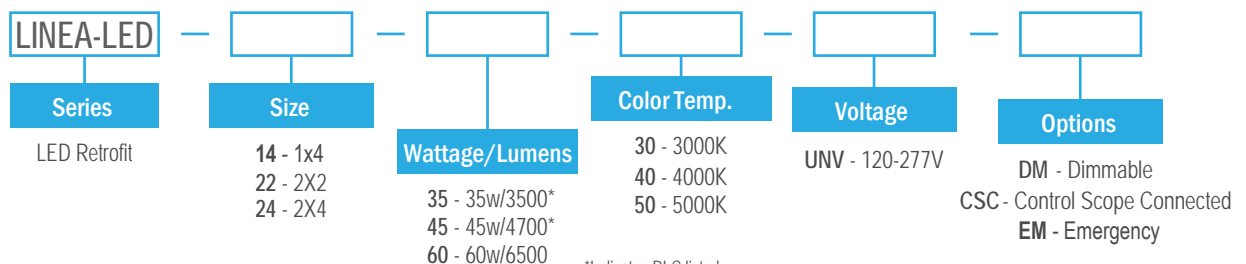 LINEA-LED — — — — —
Series
LED Retrofit
Size
14 - 1x4
22 - 2X2
24 - 2X4
Wattage/Lumens
35 - 35w/3500*
45 - 45w/4700*
60 - 60w/6500
Color Temp.
30 - 3000K
40 - 4000K
50 - 5000K
Voltage
UNV - 120-277V
Options
DM - Dimmable
CSC - Control Scope Connected
EM - Emergency